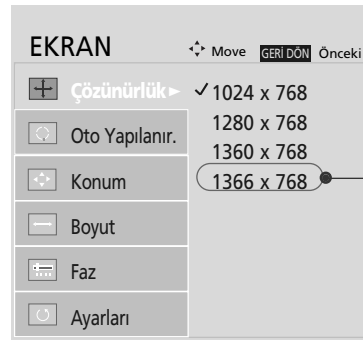 EKRAN
Move GERİ DÖN Önceki
Çözünürlük
1024 x 768
1280 x 768
1360 x 768
1366 x 768
Oto Yapılanır.
Konum
Boyut
Faz
Ayarları